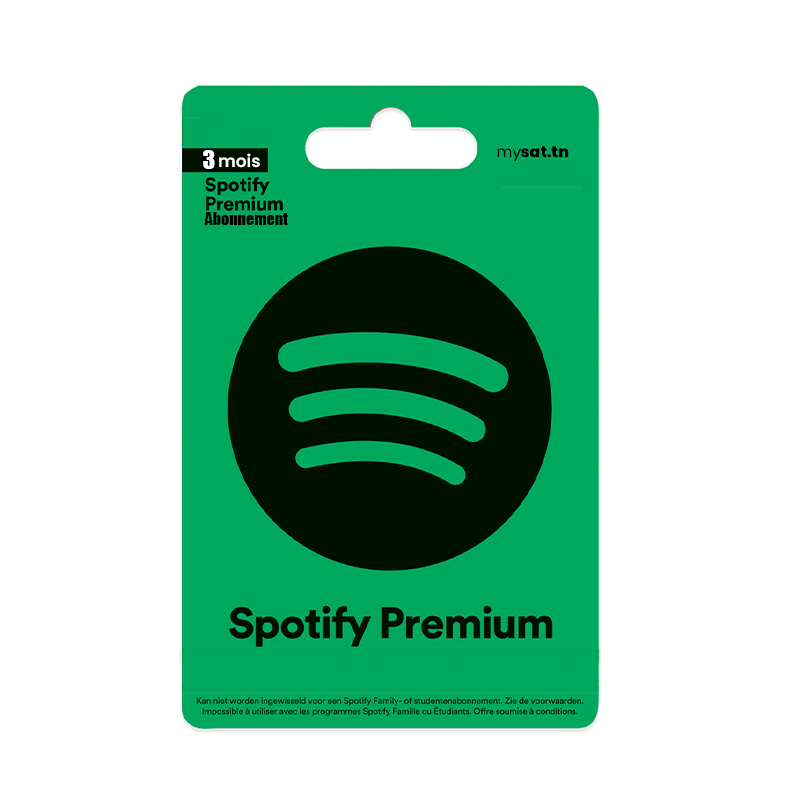 3 mois
mysat.tn
Spotify
Premium
Abonnement
Spotify Premium
Kan niet worden ingewisseld voor een Spotify Family- of studentenabonnement. Zie de voorwaarden.
Impossible à utiliser avec les programmes Spotify Famille ou Étudiants. Offre soumise à conditions.